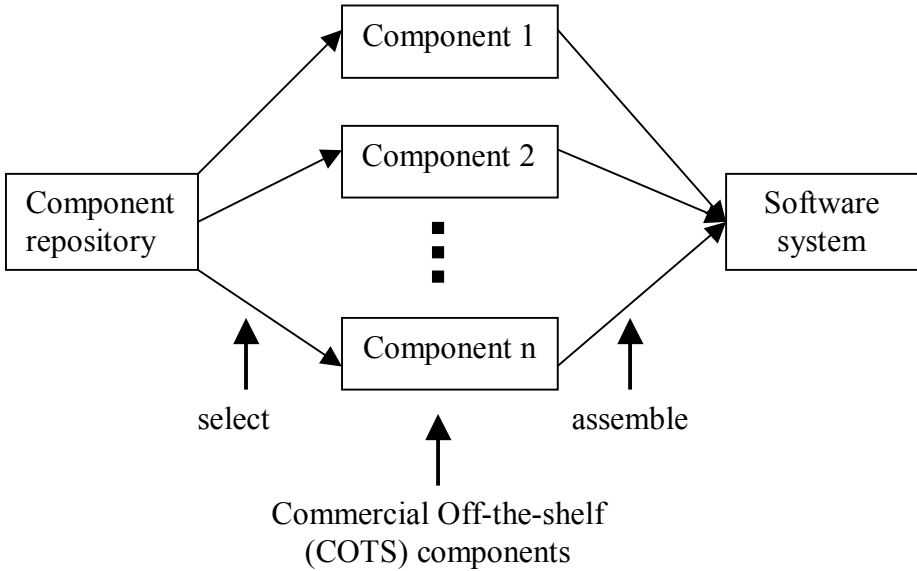 Component 1
Component 2
Component
repository
Software
system
Component n
select
assemble
Commercial Off-the-shelf
(COTS) components